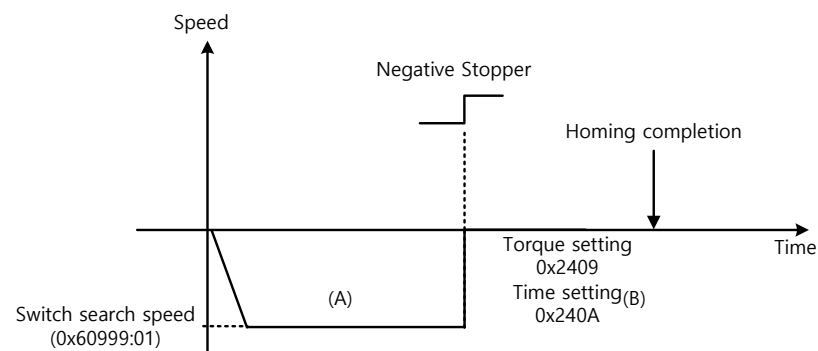 Speed
Negative Stopper
Homing completion
Torque setting
0x2409
Time
(A)
Time setting(B)
0x240A
Switch search speed
(0x60999:01)